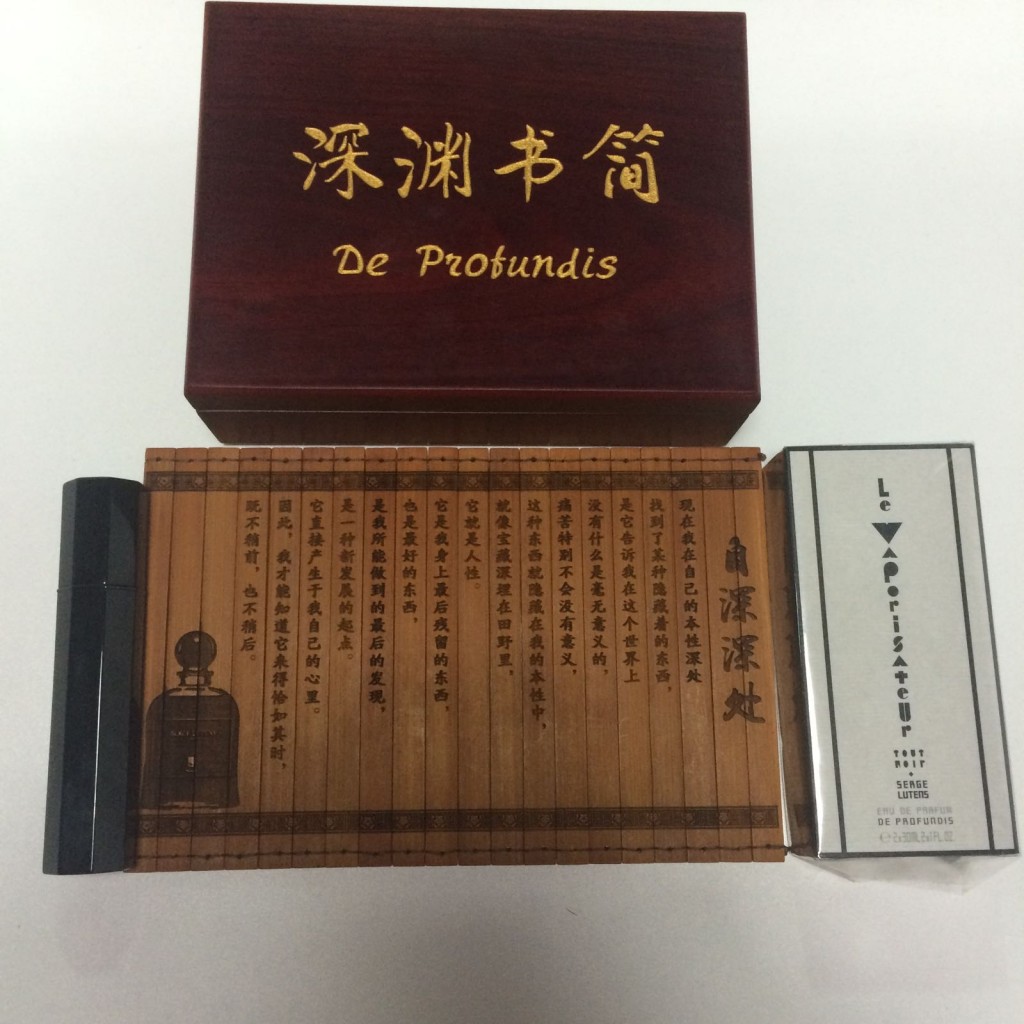 深渊书简
De Profundis
自深深处
现在我在自己的本性深处
找到了某种隐藏着的东西，
是它告诉我在这个世界上
没有什么是毫无意义的，
痛苦特别不会没有意义，
这种东西就隐藏在我的本性中，
就像宝藏深埋在田野里，
它就是人性。
它是我身上最后残留的东西，
也是最好的东西，
是我所能做到的最后的发现，
是一种新发展的起点。
它直接产生于我自己的心里。
因此，我才能知道它来得恰如其时，
既不稍前，也不稍后。
Le Vaporisateur
TOUT
NOIR
+
SERGE
LUTENS
EAU DE PARFUM
DE PROFUNDIS
2x30ML 2x1FL.OZ